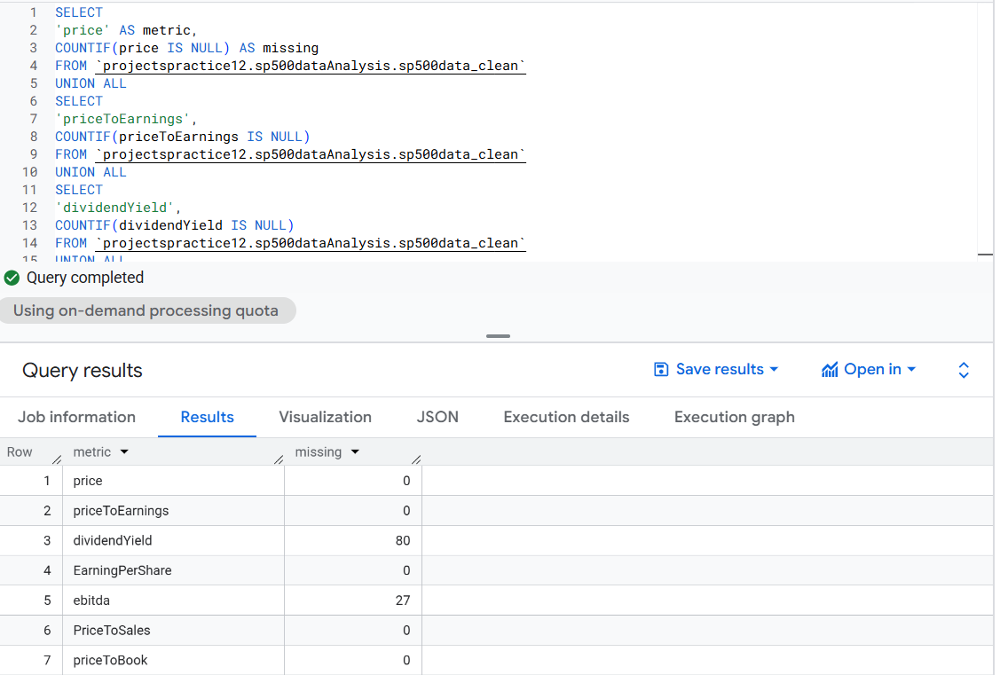 1 SELECT
2 'price' AS metric,
3 COUNTIF(price IS NULL) AS missing
4 FROM `projectspractice12.sp500dataAnalysis.sp500data_clean`
5 UNION ALL
6 SELECT
7 'priceToEarnings',
8 COUNTIF(priceToEarnings IS NULL)
9 FROM `projectspractice12.sp500dataAnalysis.sp500data_clean`
10 UNION ALL
11 SELECT
12 'dividendYield',
13 COUNTIF(dividendYield IS NULL)
14 FROM `projectspractice12.sp500dataAnalysis.sp500data_clean`
15 UNION ALL
Query completed
Using on-demand processing quota
Query results Save results Open in
Job information Results Visualization JSON Execution details Execution graph
Row metric missing
1 price 0
2 priceToEarnings 0
3 dividendYield 80
4 EarningPerShare 0
5 ebitda 27
6 PriceToSales 0
7 priceToBook 0